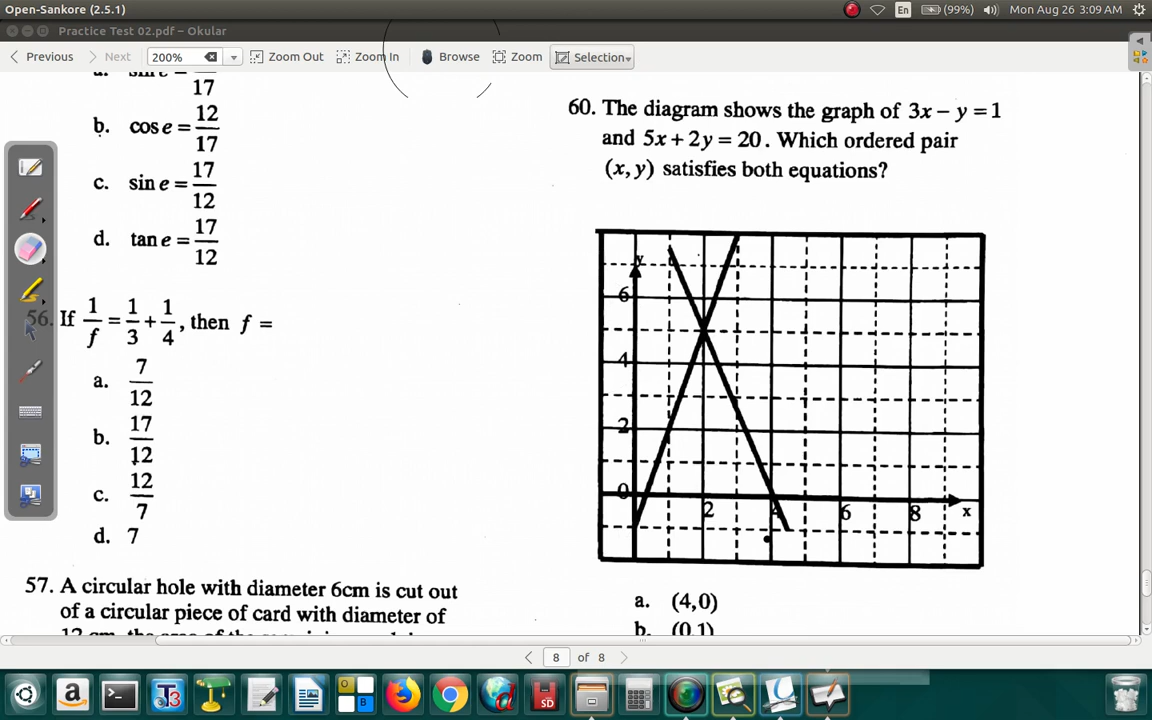 Open-Sankore (2.5.1)
En
(99%)
Mon Aug 26 3:09 AM
Practice Test 02.pdf – Okular
Previous
Next
200%
Zoom Out
Zoom In
Browse
Zoom
Selection
17
b. cos e = 12/17
c. sin e = 17/12
d. tan e = 17/12
56. If 1/f = 1/3 + 1/4, then f =
a. 7/12
b. 17/12
c. 12/7
d. 7
57. A circular hole with diameter 6cm is cut out
of a circular piece of card with diameter of
60. The diagram shows the graph of 3x – y = 1
and 5x + 2y = 20. Which ordered pair
(x, y) satisfies both equations?
y
6
4
2
0
2
4
6
8
x
a. (4,0)
b. (0,1)
8 of 8
SD